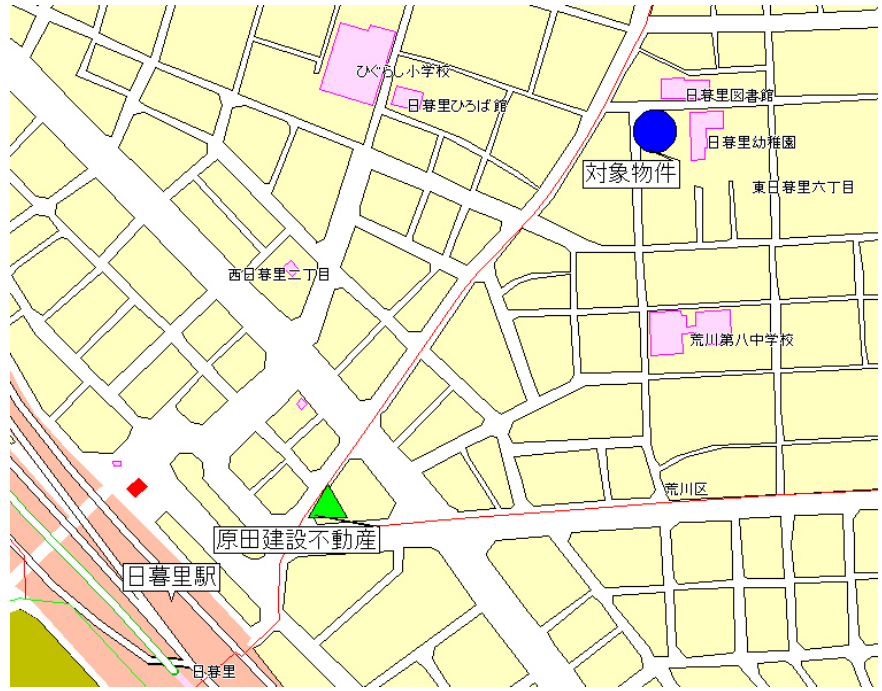 ひぐらし小学校
日暮里図書館
日暮里ひろば館
日暮里幼稚園
対象物件
東日暮里六丁目
西日暮里二丁目
荒川第八中学校
荒川区
原田建設不動産
日暮里駅
日暮里